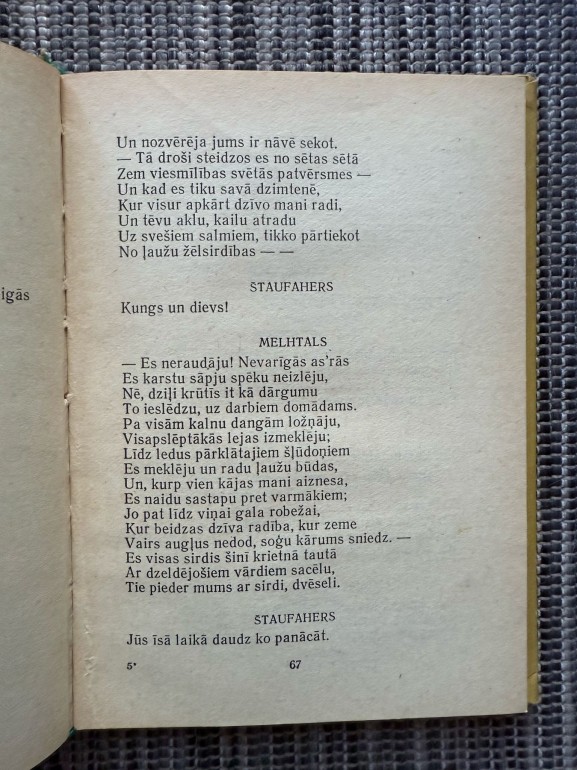 igās
Un nozvērēja jums ir nāvē sekot.
— Tā droši steidzos es no sētas sētā
Zem viesmīlības svētās patvērsmes —
Un kad es tiku savā dzimtenē,
Kur visur apkārt dzīvo mani radi,
Un tēvu aklu, kailu atradu
Uz svešiem salmiem, tikko pārtiekot
No ļaužu žēlsirdības — —
ŠTAUFAHERS
Kungs un dievs!
MELHTALS
— Es neraudāju! Nevarīgās as'rās
Es karstu sāpju spēku neizlēju,
Nē, dziļi krūtīs it kā dārgumu
To ieslēdzu, uz darbiem domādams.
Pa visām kalnu dangām ložņāju,
Visapslēptākās lejas izmeklēju;
Līdz ledus pārklātajiem šļūdoņiem
Es meklēju un radu ļaužu būdas,
Un, kurp vien kājas mani aiznesa,
Es naidu sastapu pret varmākiem;
Jo pat līdz viņai gala robežai,
Kur beidzas dzīva radība, kur zeme
Vairs augļus nedod, soģu kārums sniedz. —
Es visas sirdis šinī krietnā tautā
Ar dzeldējošiem vārdiem sacēlu,
Tie pieder mums ar sirdi, dvēseli.
ŠTAUFAHERS
Jūs īsā laikā daudz ko panācāt.
5* 67